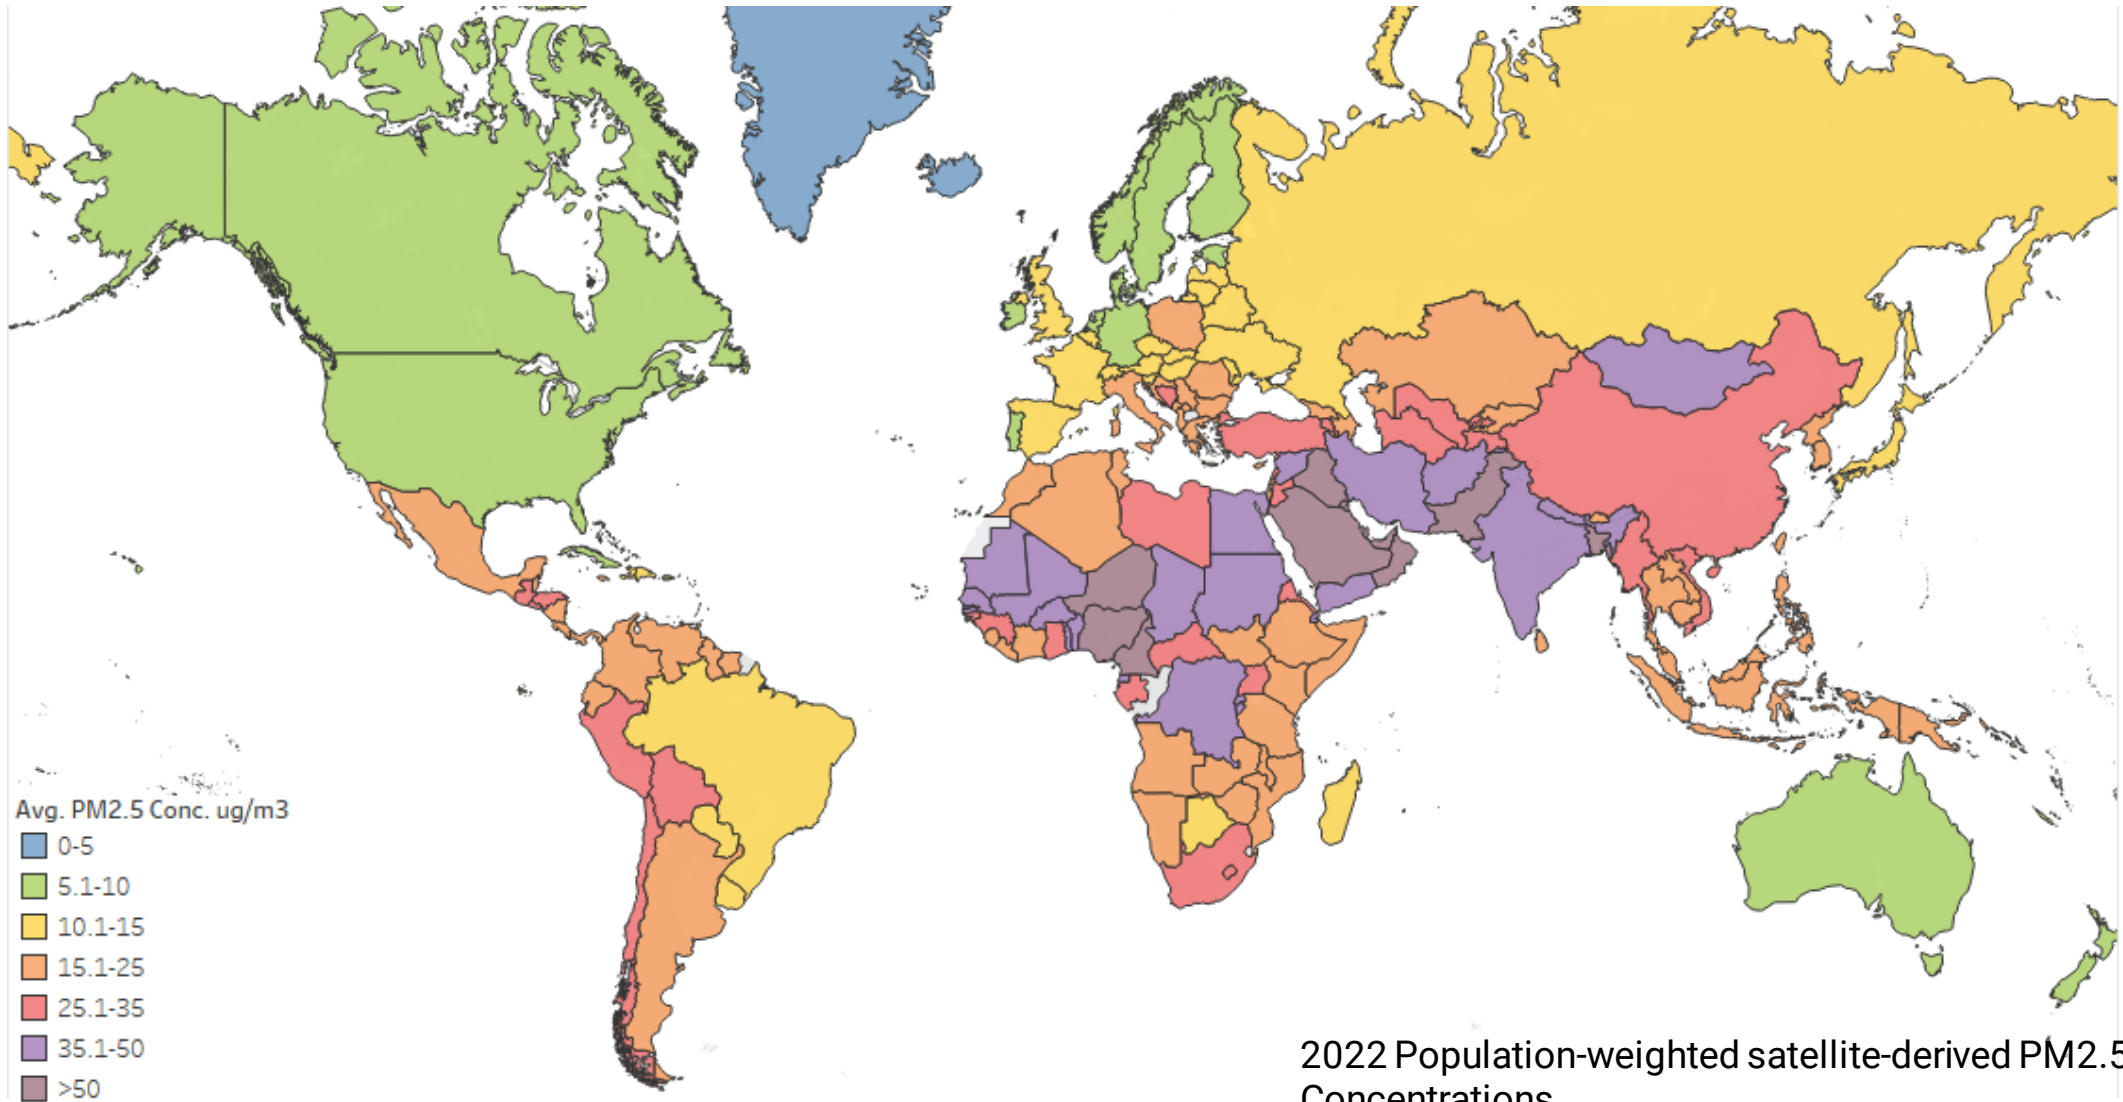 Avg. PM2.5 Conc. ug/m3
0-5
5.1-10
10.1-15
15.1-25
25.1-35
35.1-50
>50
2022 Population-weighted satellite-derived PM2.5
Concentrations